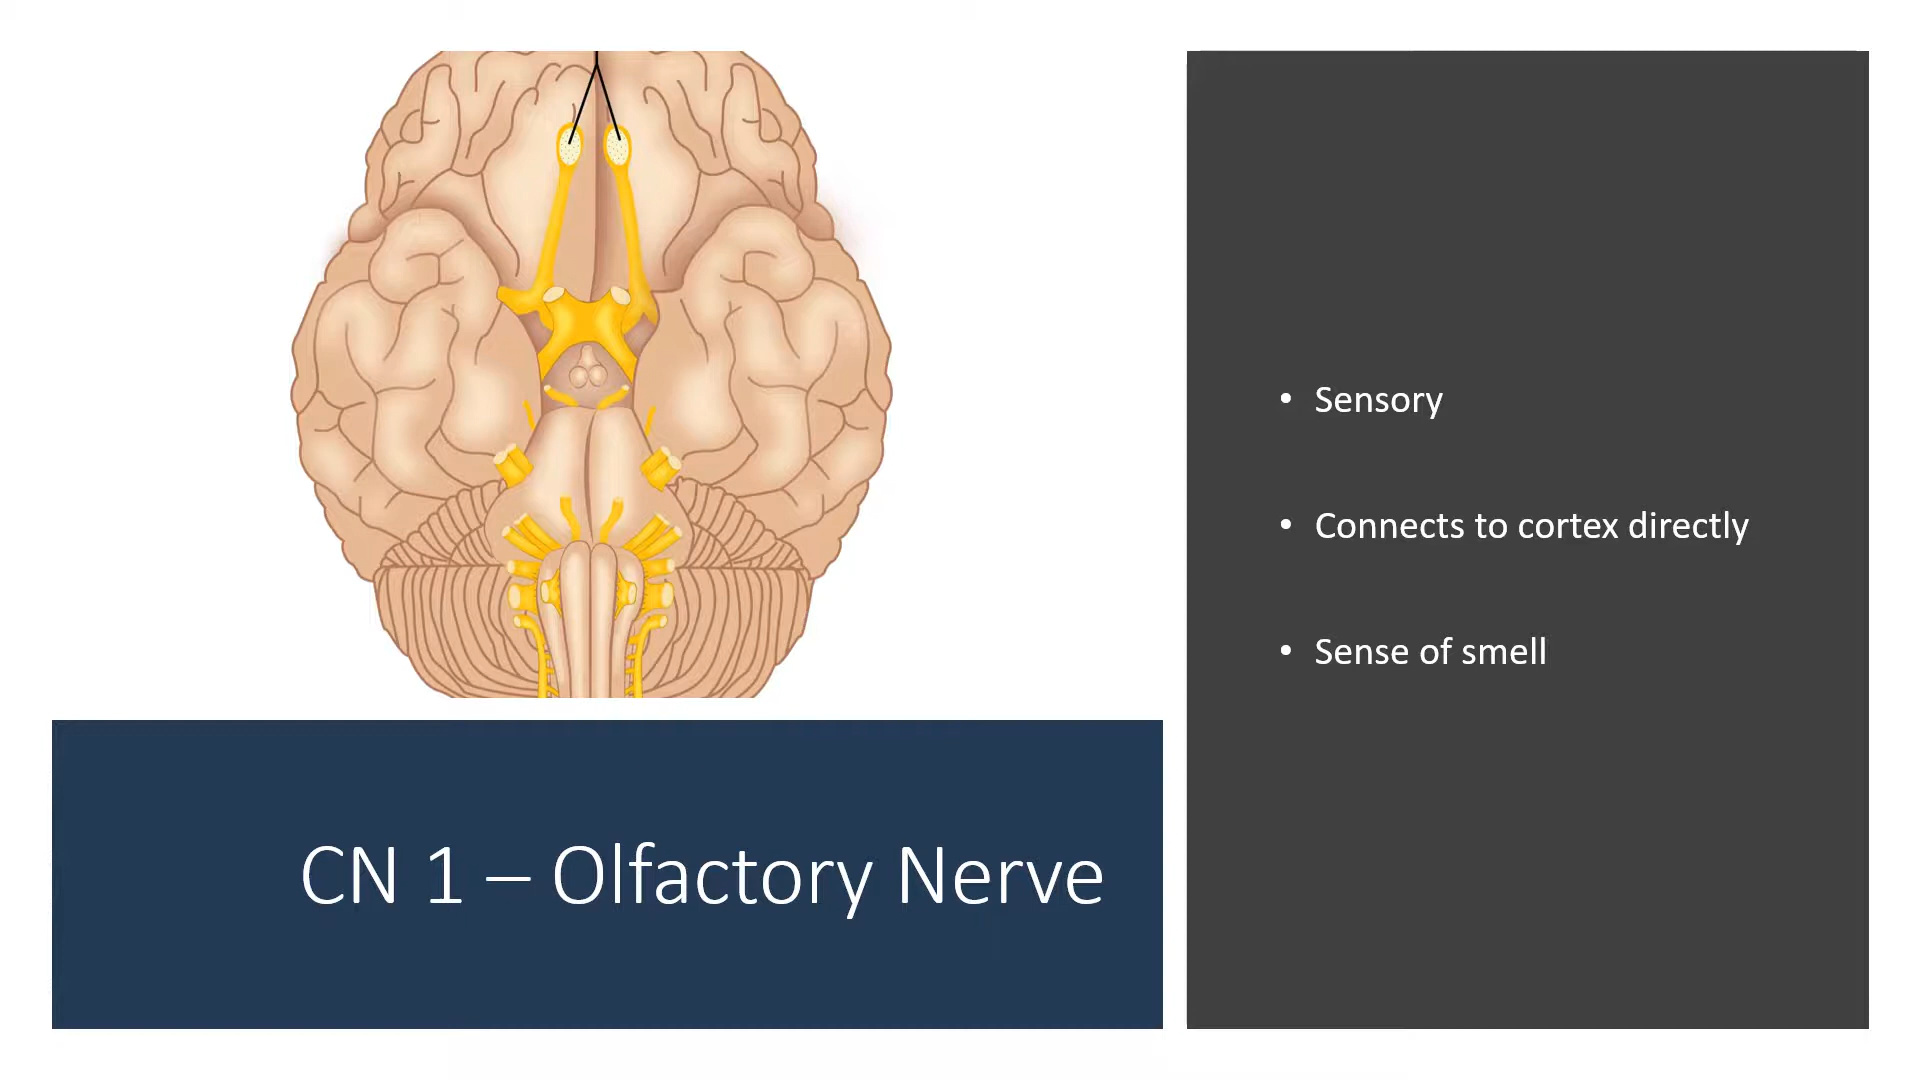 CN 1 – Olfactory Nerve
• Sensory
• Connects to cortex directly
• Sense of smell